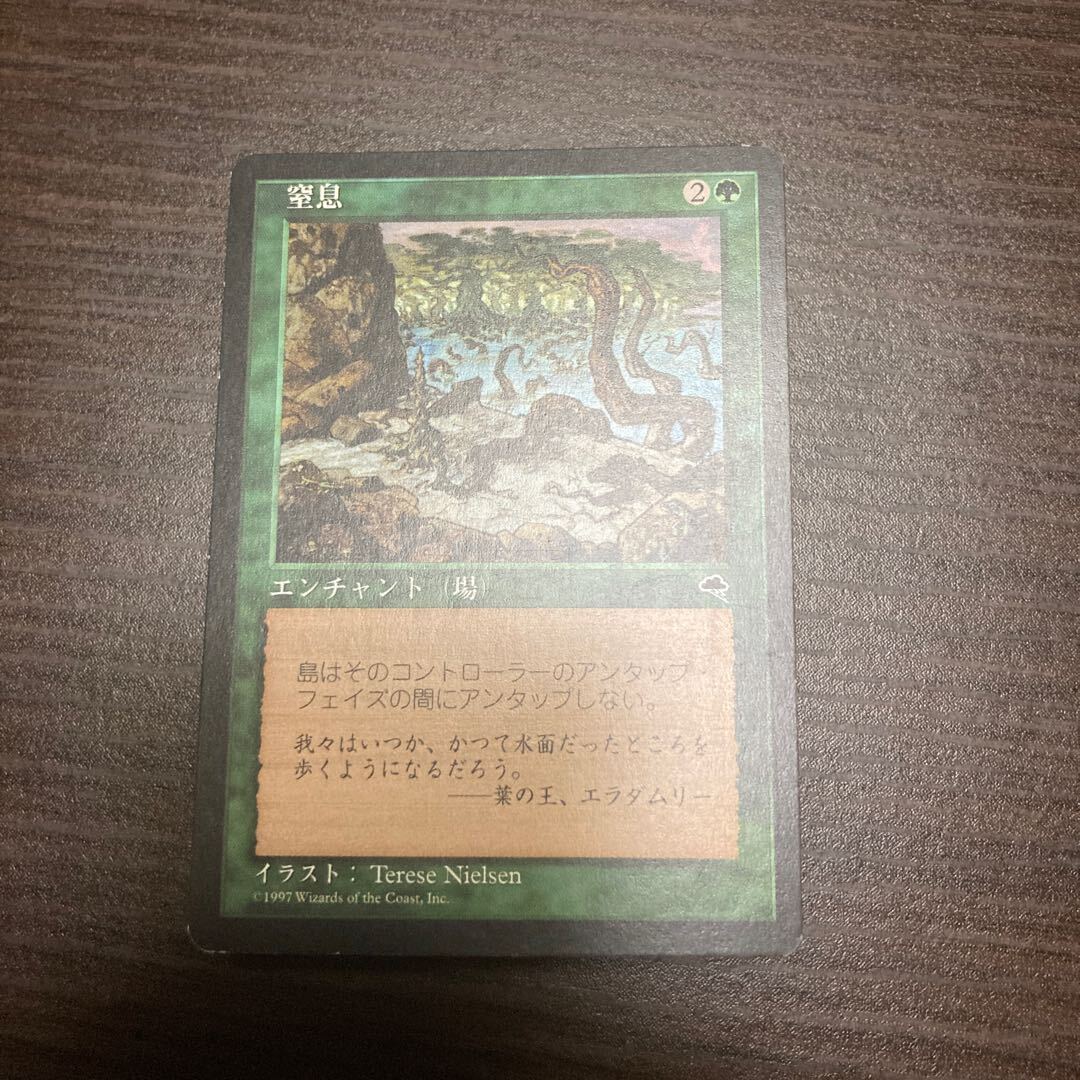 窒息
2
エンチャント（場）
島はそのコントローラーのアンタップ・
フェイズの間にアンタップしない。
我々はいつか、かつて水面だったところを
歩くようになるだろう。
――葉の王、エラダムリー
イラスト： Terese Nielsen
©1997 Wizards of the Coast, Inc.